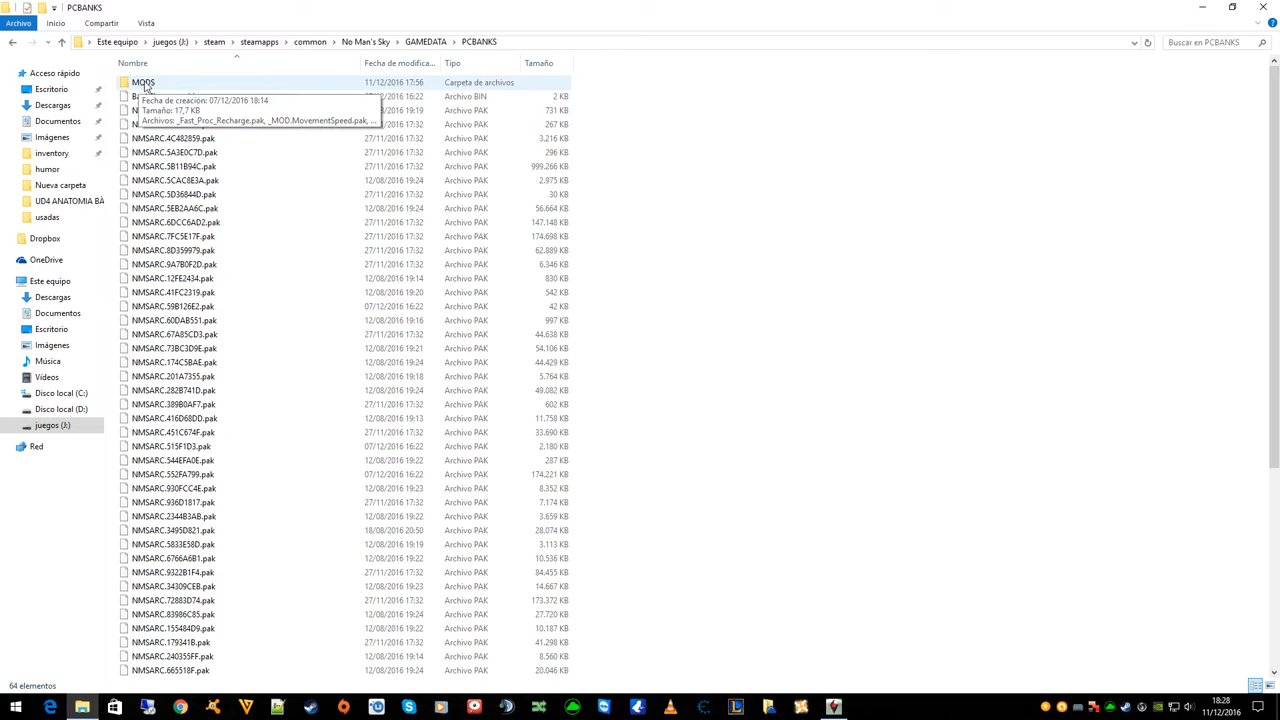 PCBANKS
Archivo Inicio Compartir Vista
Este equipo > juegos (J:) > steam > steamapps > common > No Man's Sky > GAMEDATA > PCBANKS
Buscar en PCBANKS
Nombre Fecha de modifica... Tipo Tamaño
Acceso rápido
Escritorio
Descargas
Documentos
Imágenes
inventory
humor
Nueva carpeta
UD4 ANATOMIA BÀ
usadas
Dropbox
OneDrive
Este equipo
Descargas
Documentos
Escritorio
Imágenes
Música
Vídeos
Disco local (C:)
Disco local (D:)
juegos (J:)
Red
MODS 11/12/2016 17:56 Carpeta de archivos
16:22 Archivo BIN 2 KB
Fecha de creación: 07/12/2016 18:14
Tamaño: 17,7 KB
Archivos: _Fast_Proc_Recharge.pak, _MOD.MovementSpeed.pak, ...
19:19 Archivo PAK 731 KB
27/11/2016 17:32 Archivo PAK 267 KB
NMSARC.4C482859.pak 27/11/2016 17:32 Archivo PAK 3.216 KB
NMSARC.5A3E0C7D.pak 27/11/2016 17:32 Archivo PAK 296 KB
NMSARC.5B11B94C.pak 27/11/2016 17:32 Archivo PAK 999.266 KB
NMSARC.5CAC8E3A.pak 12/08/2016 19:24 Archivo PAK 2.975 KB
NMSARC.5D36844D.pak 27/11/2016 17:32 Archivo PAK 30 KB
NMSARC.5EB2AA6C.pak 12/08/2016 19:24 Archivo PAK 56.664 KB
NMSARC.6DCC6AD2.pak 27/11/2016 17:32 Archivo PAK 147.148 KB
NMSARC.7FC5E17F.pak 27/11/2016 17:32 Archivo PAK 174.698 KB
NMSARC.8D359979.pak 27/11/2016 17:32 Archivo PAK 62.889 KB
NMSARC.9A7B0F2D.pak 27/11/2016 17:32 Archivo PAK 6.346 KB
NMSARC.12FE2434.pak 12/08/2016 19:14 Archivo PAK 830 KB
NMSARC.41FC2319.pak 12/08/2016 19:20 Archivo PAK 542 KB
NMSARC.59B126E2.pak 07/12/2016 16:22 Archivo PAK 42 KB
NMSARC.60DAB551.pak 12/08/2016 19:16 Archivo PAK 997 KB
NMSARC.67A85CD3.pak 27/11/2016 17:32 Archivo PAK 44.638 KB
NMSARC.73BC3D9E.pak 12/08/2016 19:21 Archivo PAK 54.106 KB
NMSARC.174C5BAE.pak 12/08/2016 19:24 Archivo PAK 44.429 KB
NMSARC.201A7355.pak 12/08/2016 19:18 Archivo PAK 5.764 KB
NMSARC.282B741D.pak 12/08/2016 19:24 Archivo PAK 49.082 KB
NMSARC.389B0AF7.pak 27/11/2016 17:32 Archivo PAK 602 KB
NMSARC.416D68DD.pak 12/08/2016 19:13 Archivo PAK 11.758 KB
NMSARC.451C674F.pak 27/11/2016 17:32 Archivo PAK 33.690 KB
NMSARC.515F1D3.pak 07/12/2016 16:22 Archivo PAK 2.180 KB
NMSARC.544EFA0E.pak 12/08/2016 19:22 Archivo PAK 287 KB
NMSARC.552FA799.pak 07/12/2016 16:22 Archivo PAK 174.221 KB
NMSARC.930FCC4E.pak 12/08/2016 19:23 Archivo PAK 8.352 KB
NMSARC.936D1817.pak 27/11/2016 17:32 Archivo PAK 7.174 KB
NMSARC.2344B3AB.pak 12/08/2016 19:22 Archivo PAK 3.659 KB
NMSARC.3495D821.pak 18/08/2016 20:50 Archivo PAK 28.074 KB
NMSARC.5833E58D.pak 12/08/2016 19:19 Archivo PAK 3.113 KB
NMSARC.6766A6B1.pak 12/08/2016 19:22 Archivo PAK 10.536 KB
NMSARC.9322B1F4.pak 27/11/2016 17:32 Archivo PAK 84.455 KB
NMSARC.34309CEB.pak 12/08/2016 19:23 Archivo PAK 14.667 KB
NMSARC.72883D74.pak 27/11/2016 17:32 Archivo PAK 173.372 KB
NMSARC.83986C85.pak 12/08/2016 19:24 Archivo PAK 27.720 KB
NMSARC.155484D9.pak 12/08/2016 19:22 Archivo PAK 10.187 KB
NMSARC.179341B.pak 27/11/2016 17:32 Archivo PAK 41.298 KB
NMSARC.240355FF.pak 12/08/2016 19:14 Archivo PAK 8.560 KB
NMSARC.665518F.pak 12/08/2016 19:24 Archivo PAK 20.046 KB
64 elementos
18:28
11/12/2016